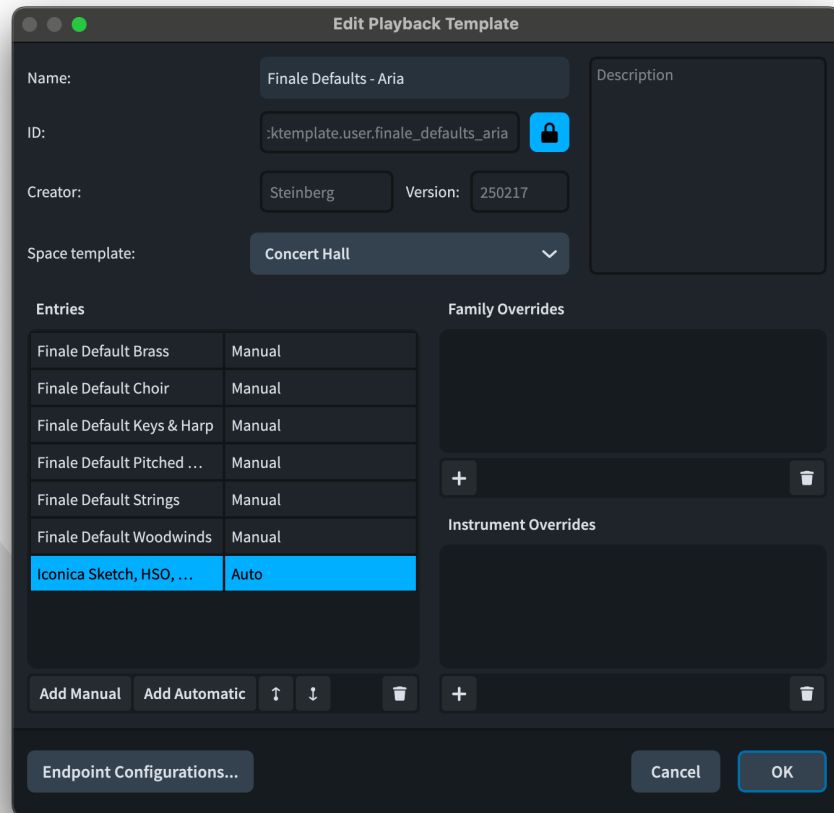 Edit Playback Template
Name:
Finale Defaults - Aria
Description
ID:
:ktemplate.user.finale_defaults_aria
Creator:
Steinberg
Version:
250217
Space template:
Concert Hall
Entries
Finale Default Brass Manual
Finale Default Choir Manual
Finale Default Keys & Harp Manual
Finale Default Pitched ... Manual
Finale Default Strings Manual
Finale Default Woodwinds Manual
Iconica Sketch, HSO, ... Auto
Add Manual
Add Automatic
Family Overrides
+
Instrument Overrides
+
Endpoint Configurations...
Cancel
OK